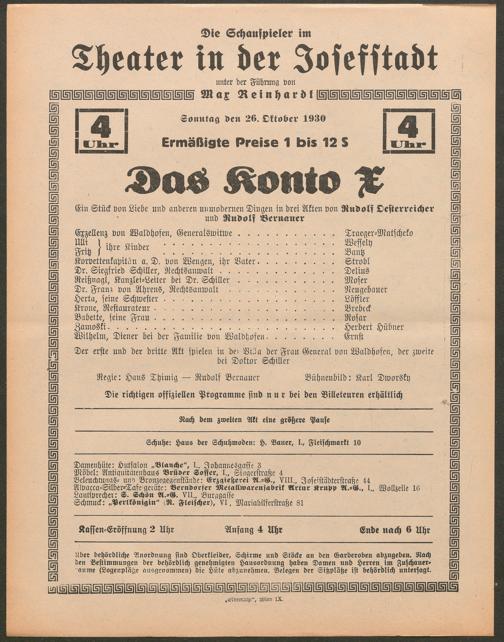 Die Schauspieler im
Theater in der Josefstadt
unter der Führung von
Max Reinhardt
Sonntag den 26. Oktober 1930
4
Uhr
Ermäßigte Preise 1 bis 12 S
4
Uhr
Das Konto X
Ein Stück von Liebe und anderen unmodernen Dingen in drei Akten von Rudolf Oesterreicher
und Rudolf Bernauer
Exzellenz von Waldhofen, Generalswitwe Traeger-Matscheko
Ulli } ihre Kinder Wessely
Fritz Banz
Korvettenkapitän a. D. von Wengen, ihr Vater Strobl
Dr. Siegfried Schiller, Rechtsanwalt Delius
Reißnagl, Kanzlei-Leiter bei Dr. Schiller Moser
Dr. Franz von Ahrens, Rechtsanwalt Neugebauer
Herta, seine Schwester Löffler
Krone, Restaurateur Brebeck
Babette, seine Frau Rosar
Zamoski Herbert Hübner
Wilhelm, Diener bei der Familie von Waldhofen Ernst
Der erste und der dritte Akt spielen in der Villa der Frau General von Waldhofen, der zweite
bei Doktor Schiller
Regie: Hans Thimig — Rudolf Bernauer Bühnenbild: Karl Dworsky
Die richtigen offiziellen Programme sind nur bei den Billeteuren erhältlich
Nach dem zweiten Akt eine größere Pause
Schuhe: Haus der Schuhmoden: H. Bauer, I., Fleischmarkt 10
Damenhüte: Hutsalon „Blanche“, I., Johannesgasse 3
Möbel: Antiquitätenhaus Brüder Soffer, I., Singerstraße 4
Beleuchtungs- und Bronzegegenstände: Erzgießerei A.-G., VIII., Josefstädterstraße 44
Alpacca-Silber-Tafelgeräte: Berndorfer Metallwarenfabrik Artur Krupp A.-G., I., Wollzeile 16
Lautsprecher: S. Schön A.-G. VII., Burggasse
Schmuck: „Perlkönigin“ (R. Fleischer), VI., Mariahilferstraße 81
Kassen-Eröffnung 2 Uhr Anfang 4 Uhr Ende nach 6 Uhr
Über behördliche Anordnung sind Oberkleider, Schirme und Stöcke an den Garderoben abzugeben. Nach
den Bestimmungen der behördlich genehmigten Hausordnung haben Damen und Herren im Zuschauer-
raume (Logenplätze ausgenommen) die Hüte abzunehmen. Belegen der Sitzplätze ist behördlich untersagt.
Wien IX.